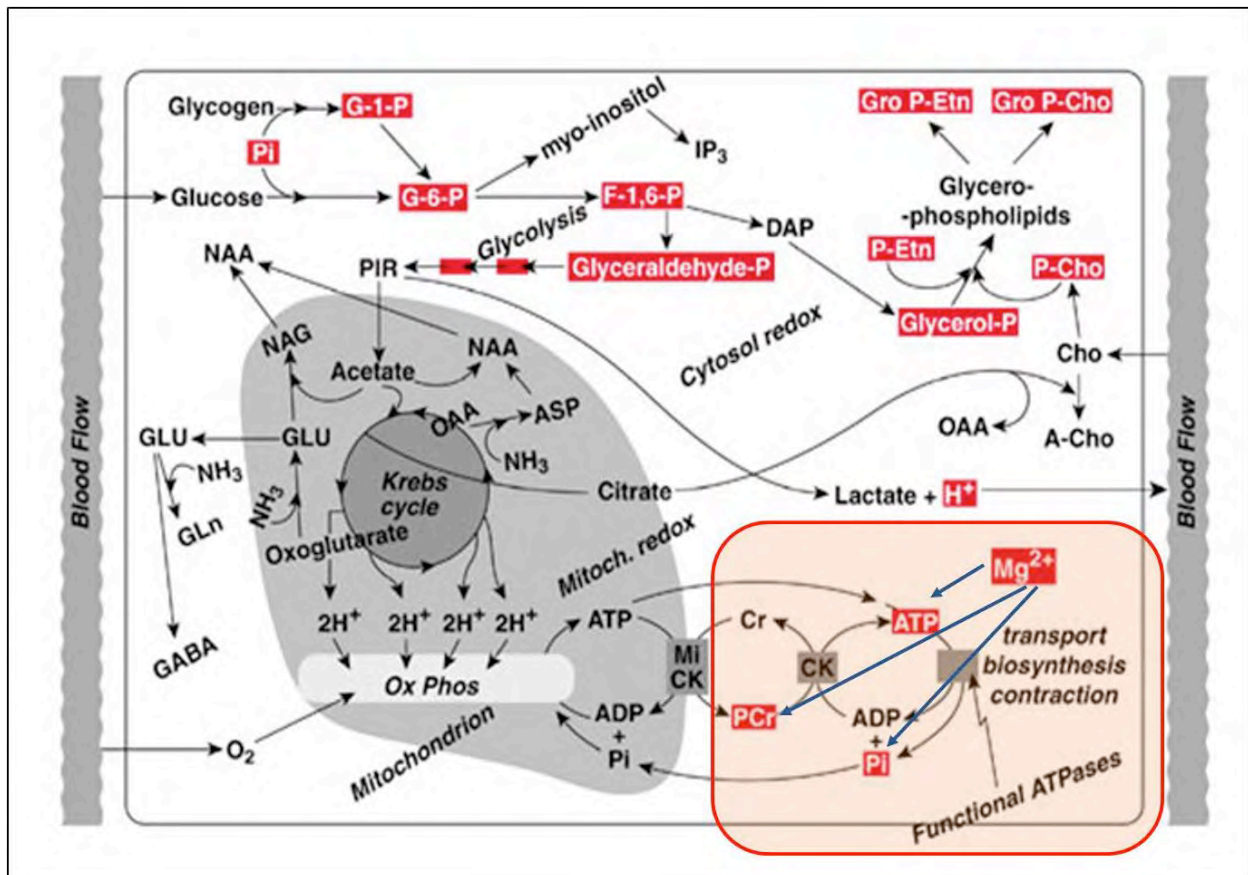 Blood Flow
Glycogen
G-1-P
Pi
Glucose
G-6-P
myo-inositol
IP3
F-1,6-P
Glycolysis
DAP
Gro P-Etn
Gro P-Cho
Glycero-
-phospholipids
P-Etn
P-Cho
Glycerol-P
NAA
PIR
Glyceraldehyde-P
Cytosol redox
NAG
NAA
Acetate
Cho
OAA
ASP
OAA
A-Cho
GLU
GLU
NH3
NH3
NH3
GLn
Krebs
cycle
Citrate
Lactate + H+
Blood Flow
Oxoglutarate
Mitoch. redox
GABA
2H+
2H+
2H+
2H+
ATP
Mi
CK
Cr
CK
ATP
Mg2+
transport
biosynthesis
contraction
Ox Phos
ADP
+
Pi
PCr
ADP
+
Pi
O2
Mitochondrion
Functional ATPases